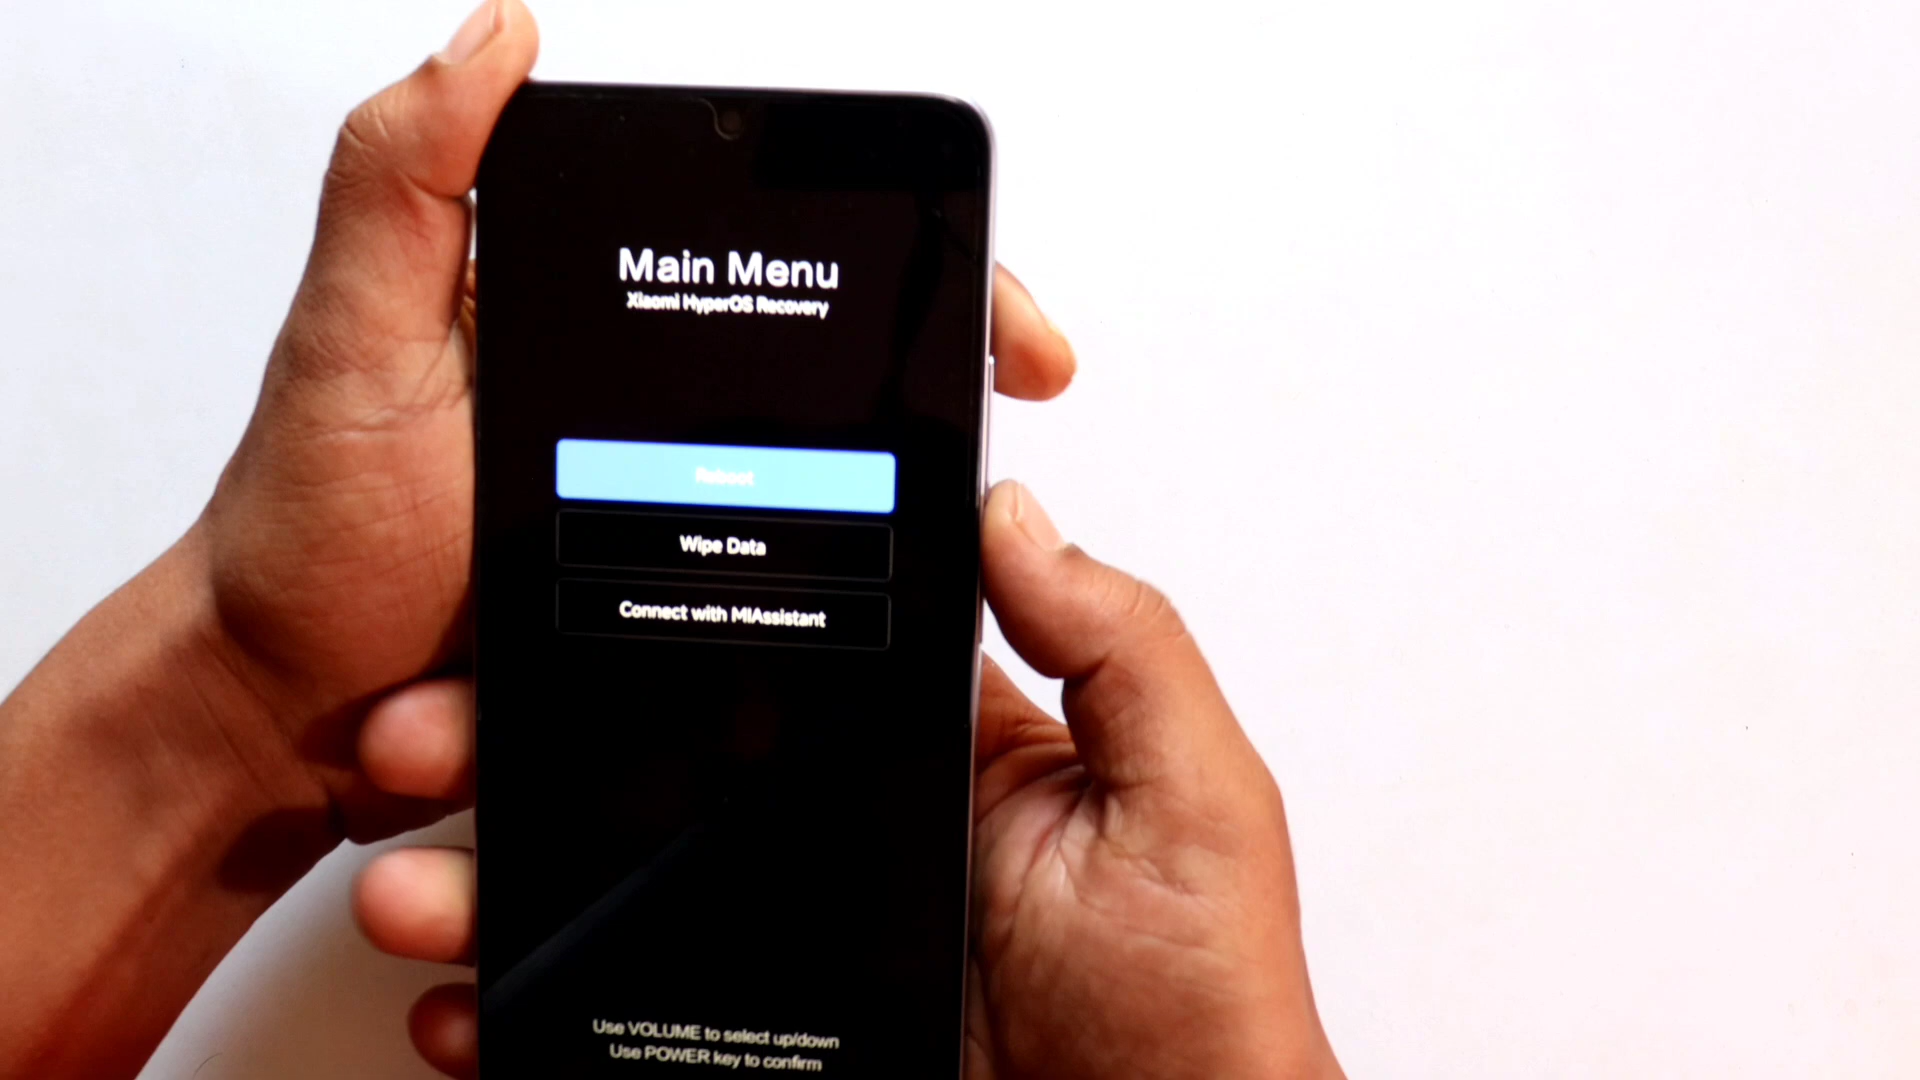 Main Menu
Xiaomi HyperOS Recovery
Reboot
Wipe Data
Connect with MIAssistant
Use VOLUME to select up/down
Use POWER key to confirm